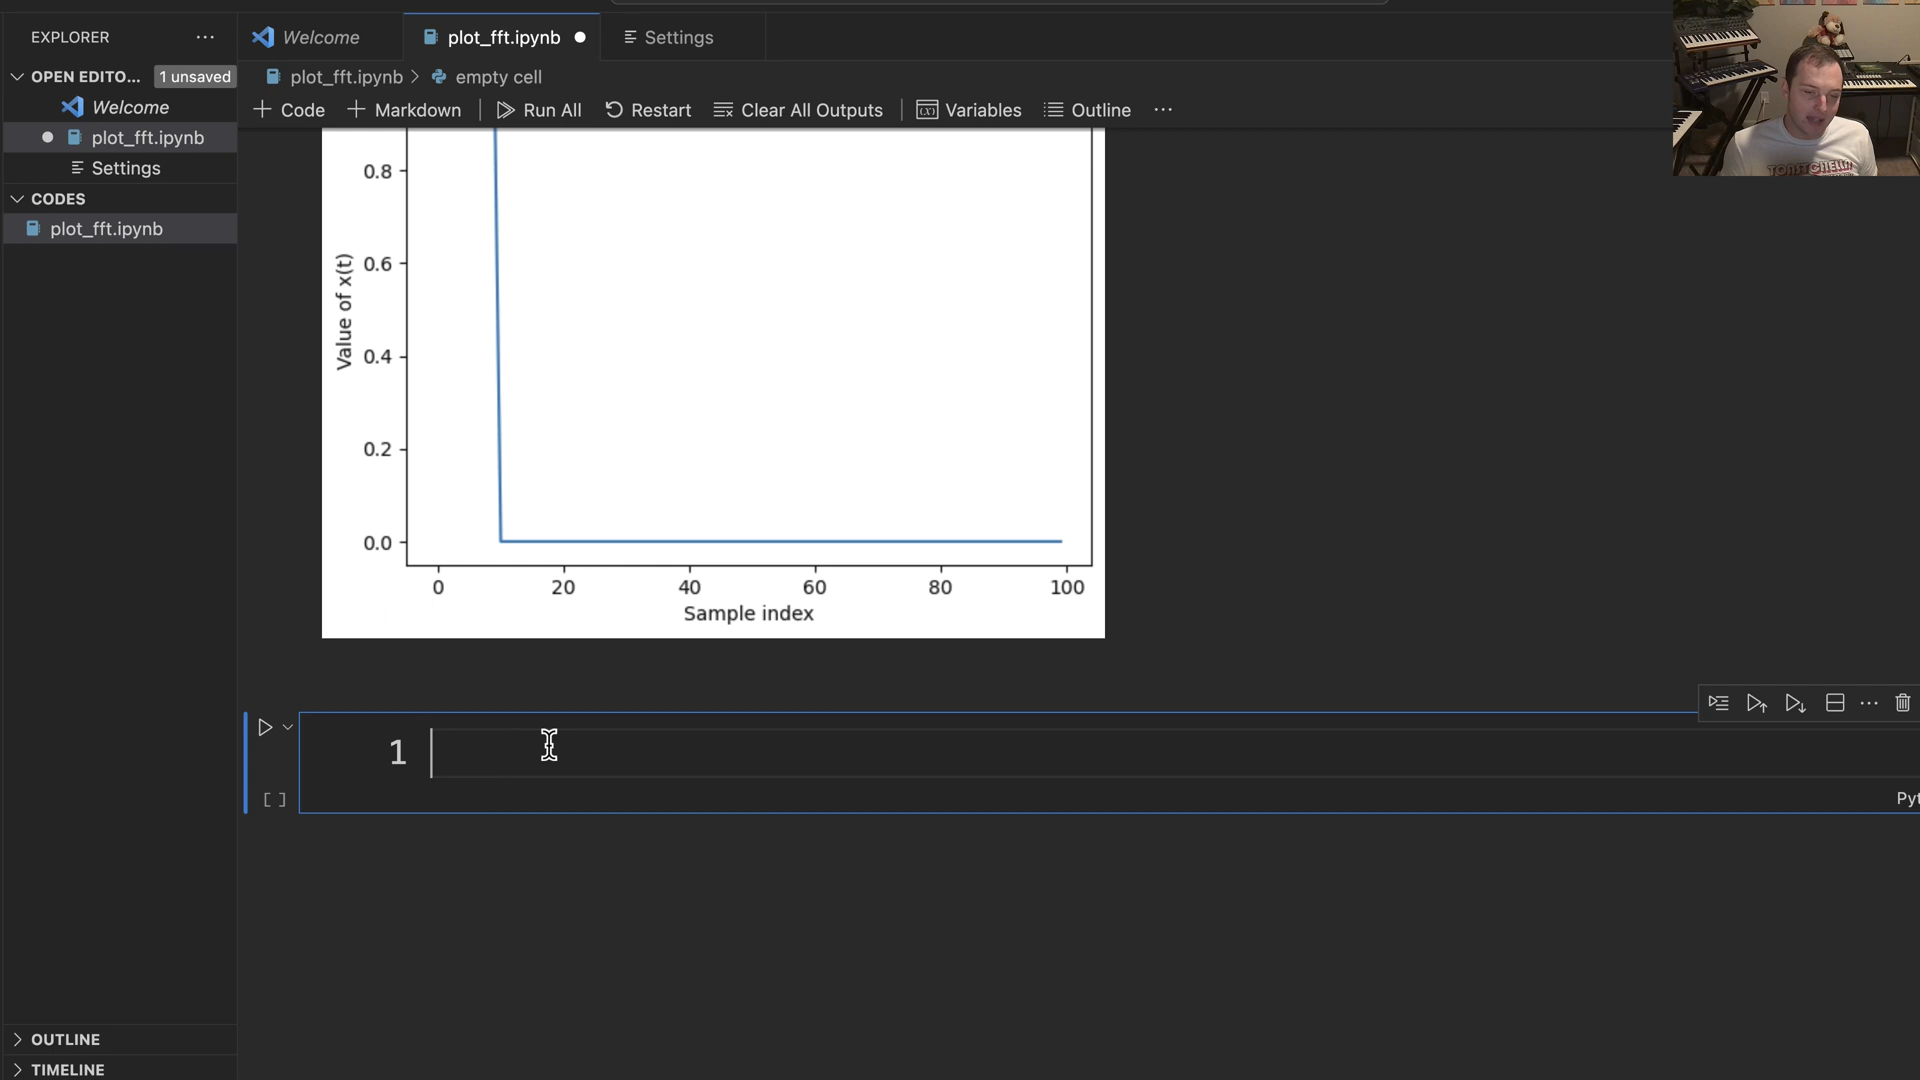 EXPLORER
Welcome
plot_fft.ipynb
Settings
OPEN EDITO...
1 unsaved
plot_fft.ipynb > empty cell
Welcome
Code
Markdown
Run All
Restart
Clear All Outputs
Variables
Outline
plot_fft.ipynb
Settings
CODES
plot_fft.ipynb
0.8
0.6
0.4
0.2
0.0
Value of x(t)
0 20 40 60 80 100
Sample index
1
[ ]
Pyt
OUTLINE
TIMELINE